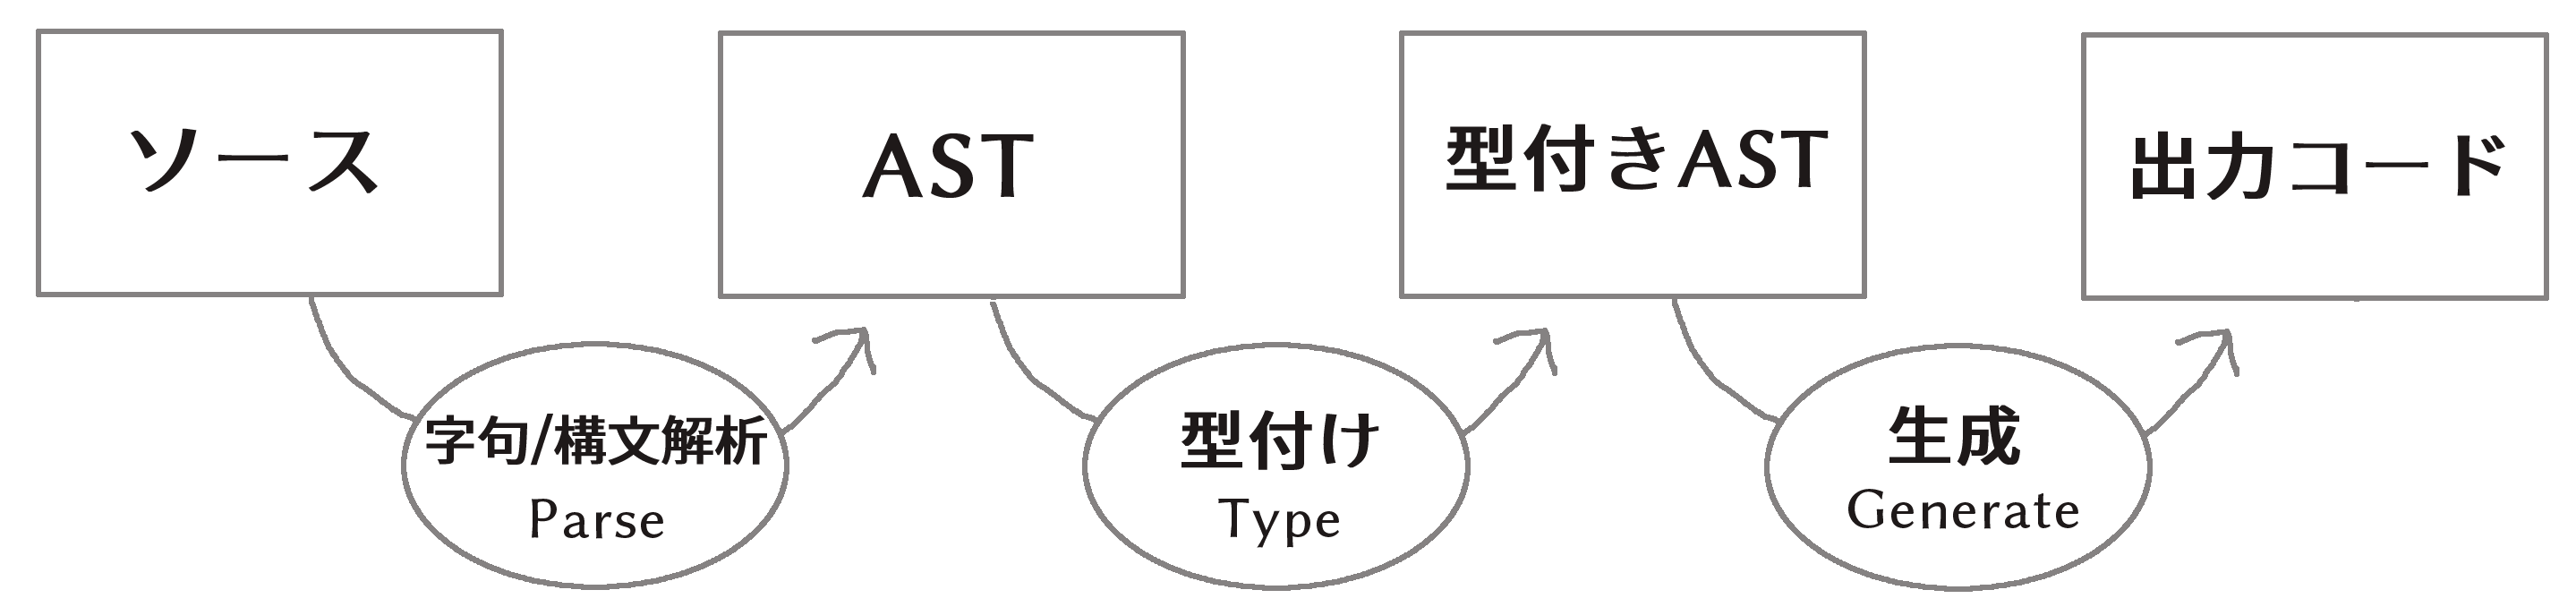 ソース
AST
型付きAST
出力コード
字句/構文解析
Parse
型付け
Type
生成
Generate